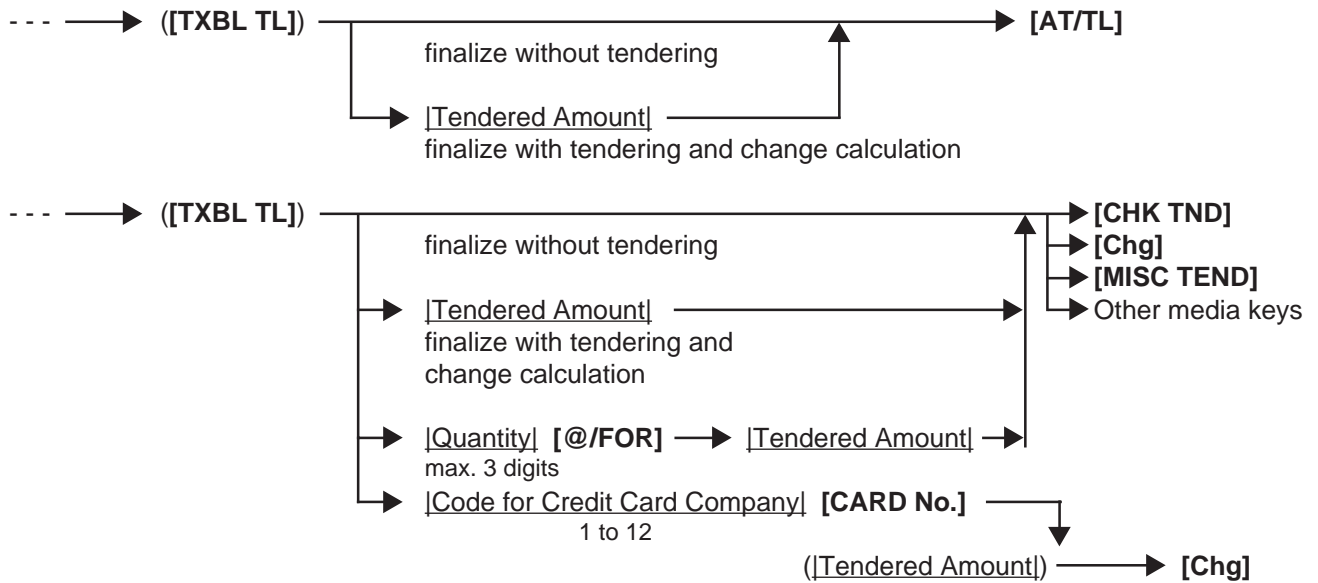 - - - ([TXBL TL]) [AT/TL]
finalize without tendering
|Tendered Amount|
finalize with tendering and change calculation
- - - ([TXBL TL]) [CHK TND]
finalize without tendering [Chg]
[MISC TEND]
|Tendered Amount| Other media keys
finalize with tendering and
change calculation
|Quantity| [@/FOR] |Tendered Amount|
max. 3 digits
|Code for Credit Card Company| [CARD No.]
1 to 12
(|Tendered Amount|) [Chg]